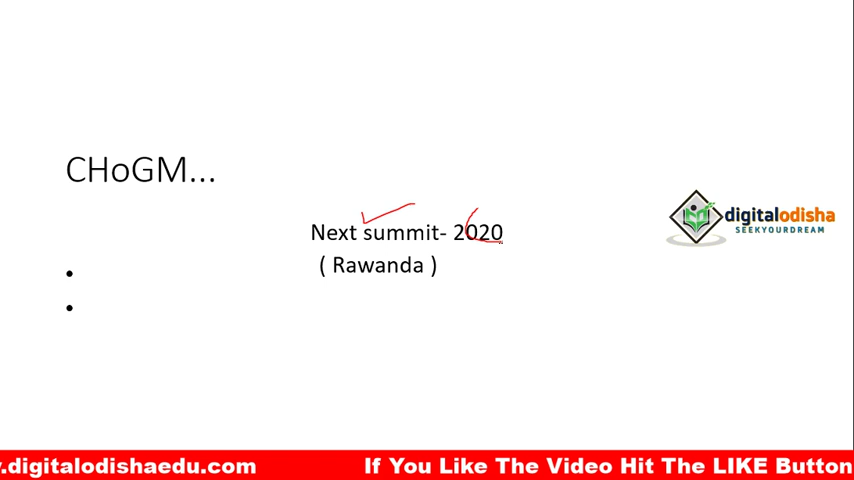 CHoGM...
Next summit- 2020
( Rawanda )
digitalodisha
SEEKYOURDREAM
.digitalodishaedu.com If You Like The Video Hit The LIKE Button